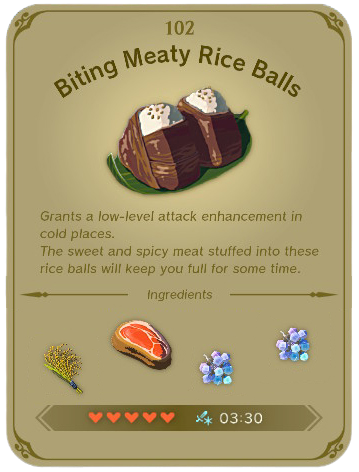 102
Biting Meaty Rice Balls
Grants a low-level attack enhancement in
cold places.
The sweet and spicy meat stuffed into these
rice balls will keep you full for some time.
Ingredients
03:30